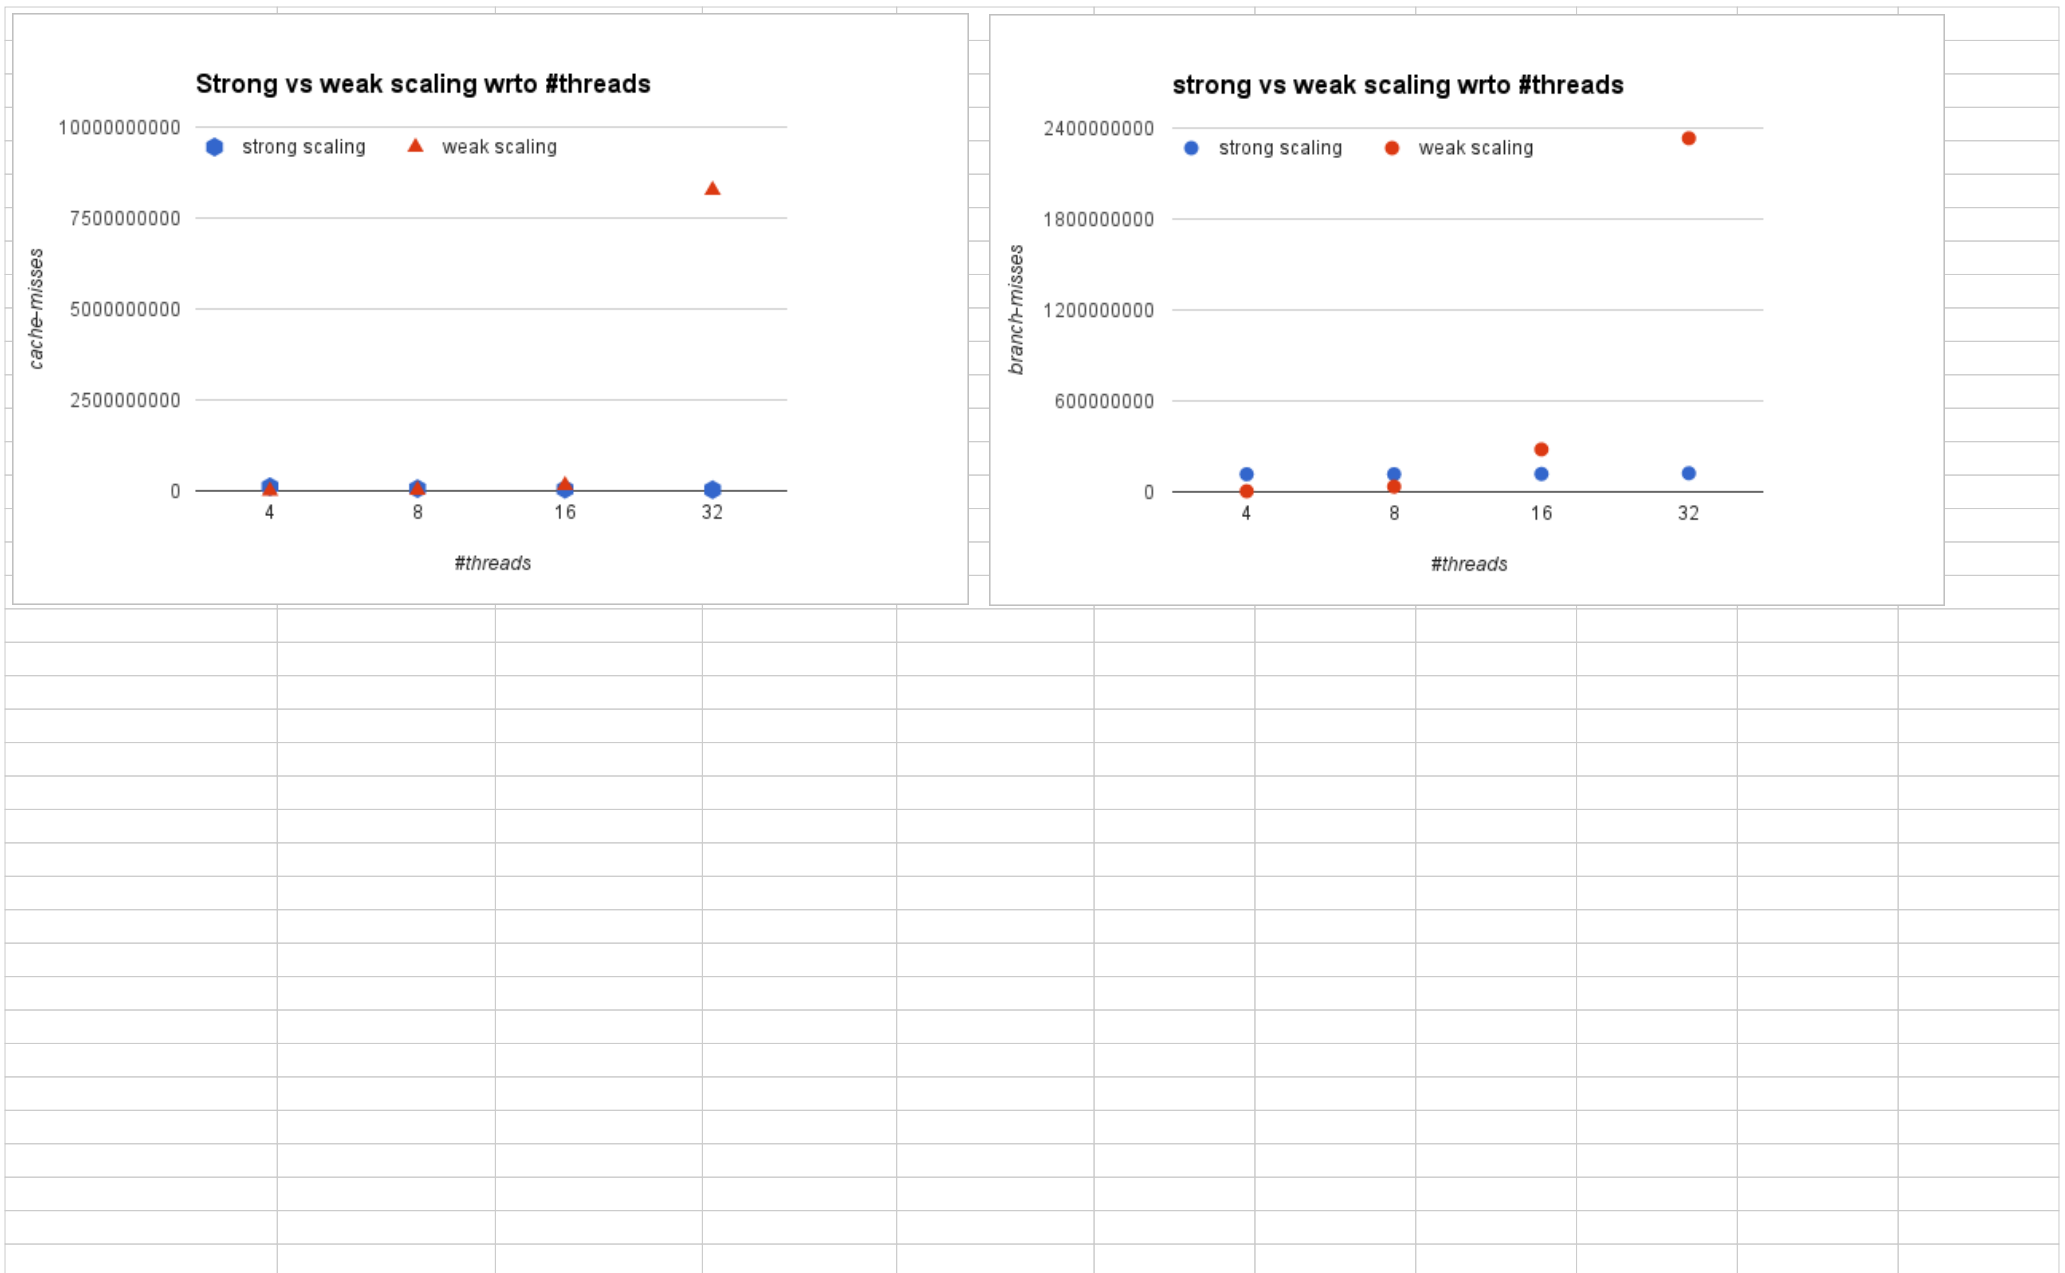 Strong vs weak scaling wrto #threads
10000000000
strong scaling weak scaling
7500000000
5000000000
2500000000
0
cache-misses
4 8 16 32
#threads
strong vs weak scaling wrto #threads
2400000000
strong scaling weak scaling
1800000000
1200000000
600000000
0
branch-misses
4 8 16 32
#threads